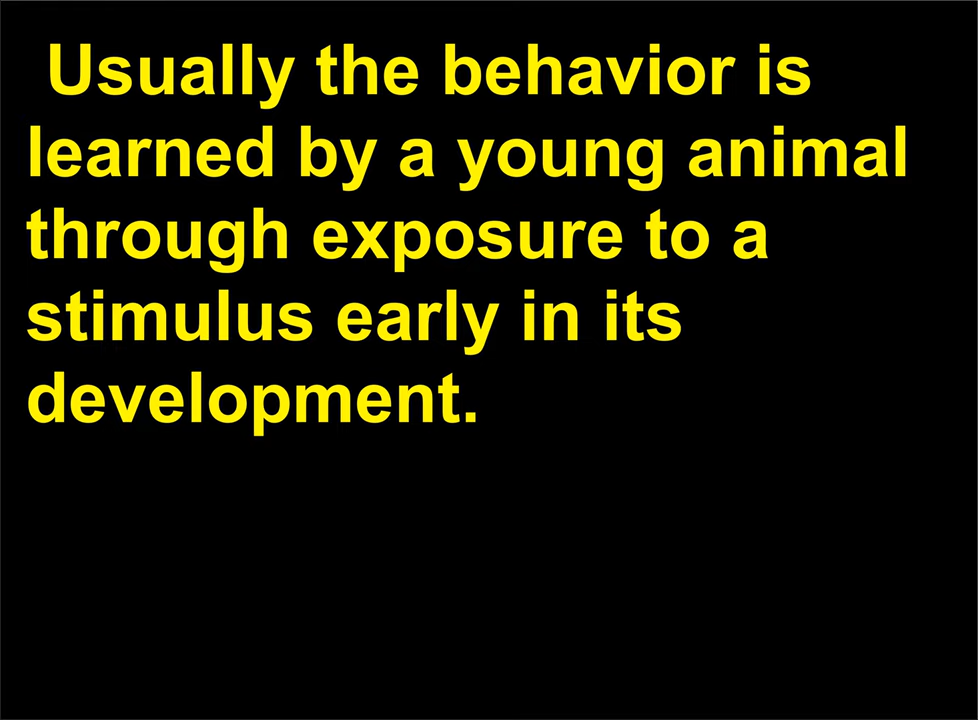 Usually the behavior is
learned by a young animal
through exposure to a
stimulus early in its
development.